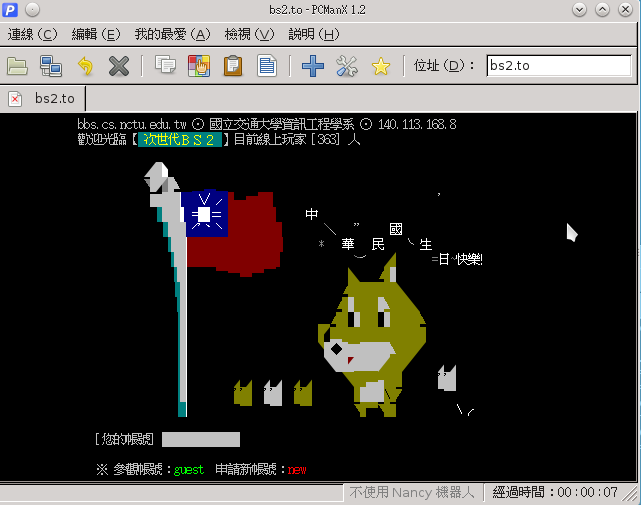 bs2.to - PCManX 1.2
連線 (C) 編輯 (E) 我的最愛 (A) 檢視 (V) 說明 (H)
位址 (D)： bs2.to
bs2.to
bbs.cs.nctu.edu.tw ⊙ 國立交通大學資訊工程學系 ⊙ 140.113.168.8
歡迎光臨【 次世代ＢＳ２ 】目前線上玩家 [363] 人
中
國
華 民 生
=日~快樂!
[您的帳號]
※ 參觀帳號：guest 申請新帳號：new
不使用 Nancy 機器人 經過時間：00:00:07